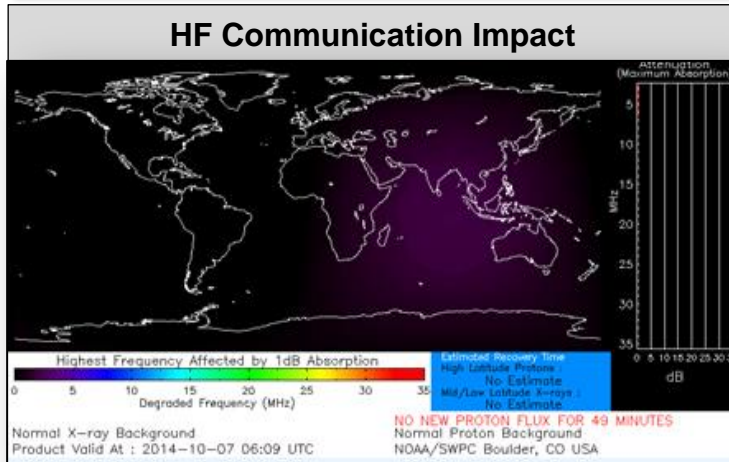 HF Communication Impact
Attenuation
(Maximum Absorption
5
10
15
MHz
20
25
30
35
0 5 10 15 20 25 30
dB
Highest Frequency Affected by 1dB Absorption
0 5 10 15 20 25 30 35
Degraded Frequency (MHz)
Estimated Recovery Time
High Latitude Protons :
No Estimate
Mid/Low Latitude X-rays :
No Estimate
NO NEW PROTON FLUX FOR 49 MINUTES
Normal X-ray Background
Normal Proton Background
Product Valid At : 2014-10-07 06:09 UTC
NOAA/SWPC Boulder, CO USA